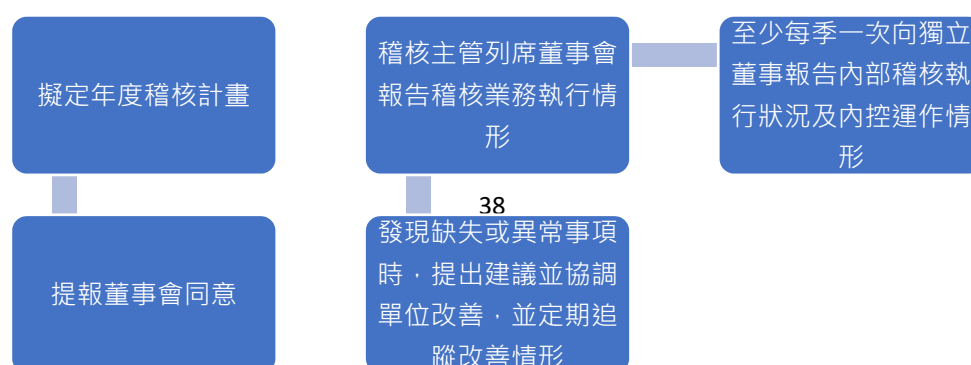 擬定年度稽核計畫
提報董事會同意
稽核主管列席董事會
報告稽核業務執行情
形
38
發現缺失或異常事項
時，提出建議並協調
單位改善，並定期追
蹤改善情形
至少每季一次向獨立
董事報告內部稽核執
行狀況及內控運作情
形